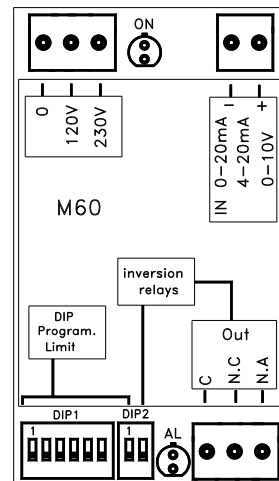 ON
0
120V
230V
IN 0-20mA –
4-20mA
0-10V +
M60
inversion
relays
DIP
Program.
Limit
Out
C
N.C
N.A
DIP1
DIP2
AL
1
1